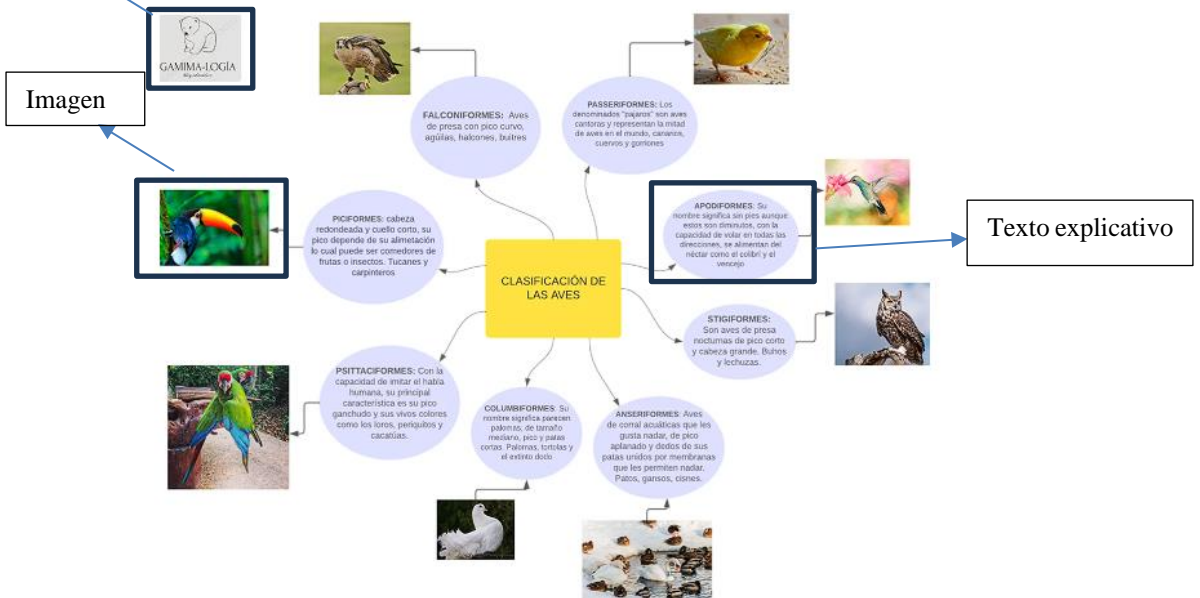 GAMIMA-LOGÍA
Imagen
FALCONIFORMES: Aves
de presa con pico curvo,
agúilas, halcones, buitres
PASSERIFORMES: Los
denominados "pajaros" son aves
cantoras y representan la mitad
de aves en el mundo, canarios,
cuervos y gorriones
PICIFORMES: cabeza
redondeada y cuello corto, su
pico depende de su alimetación
lo cual puede ser comedores de
frutas o insectos. Tucanes y
carpinteros
APODIFORMES: Su
nombre significa sin pies aunque
estos son diminutos, con la
capacidad de volar en todas las
direcciones, se alimentan del
néctar como el colibrí y el
vencejo
Texto explicativo
CLASIFICACIÓN DE
LAS AVES
STIGIFORMES:
Son aves de presa
nocturnas de pico corto
y cabeza grande. Buhos
y lechuzas.
PSITTACIFORMES: Con la
capacidad de imitar el habla
humana, su principal
característica es su pico
ganchudo y sus vivos colores
como los loros, periquitos y
cacatúas.
COLUMBIFORMES: Su
nombre significa parecen
palomas, de tamaño
mediano, pico y patas
cortas. Palomas, tortolas y
el extinto dodo
ANSERIFORMES: Aves
de corral acuáticas que les
gusta nadar, de pico
aplanado y dedos de sus
patas unidos por membranas
que les permiten nadar.
Patos, gansos, cisnes.